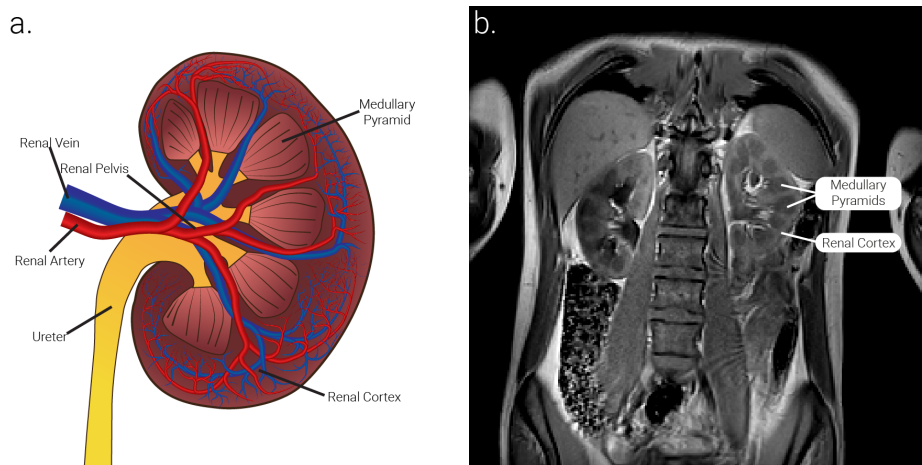 a.
Medullary
Pyramid
Renal Vein
Renal Pelvis
Renal Artery
Ureter
Renal Cortex
b.
Medullary
Pyramids
Renal Cortex